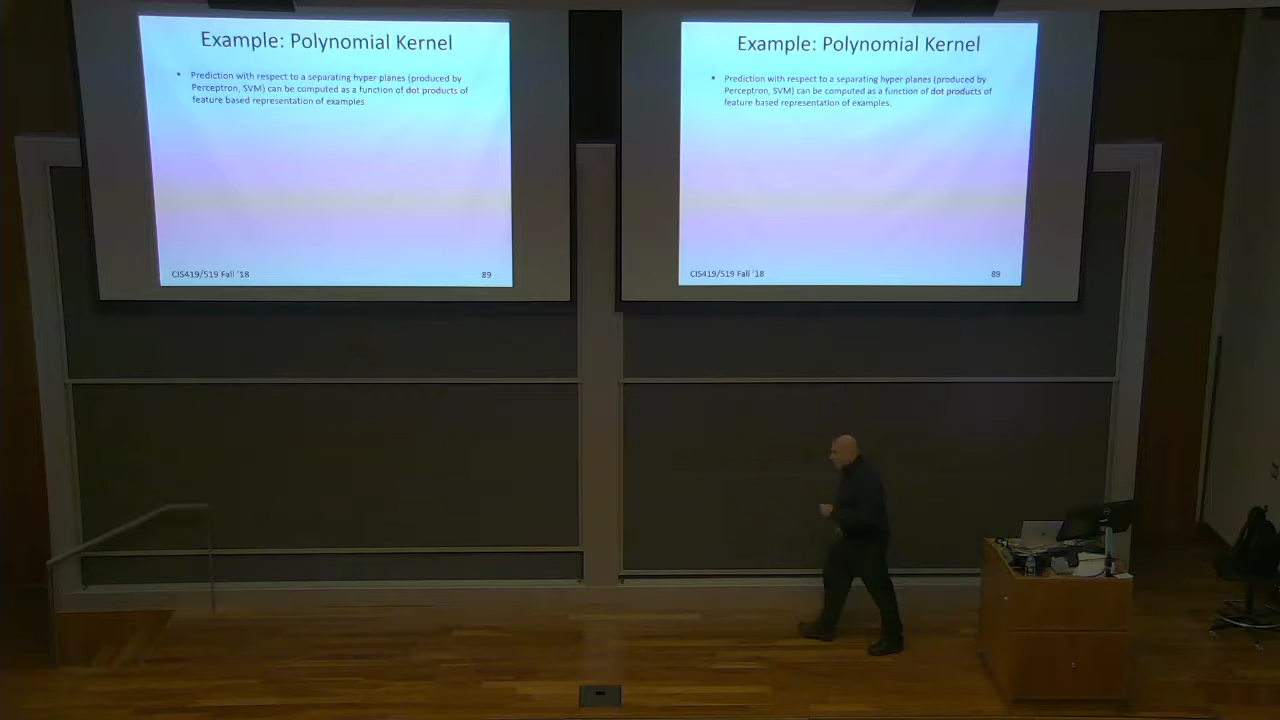 Example: Polynomial Kernel
▪ Prediction with respect to a separating hyper planes (produced by
Perceptron, SVM) can be computed as a function of dot products of
feature based representation of examples.
CIS419/519 Fall '18
89
Example: Polynomial Kernel
▪ Prediction with respect to a separating hyper planes (produced by
Perceptron, SVM) can be computed as a function of dot products of
feature based representation of examples.
CIS419/519 Fall '18
89